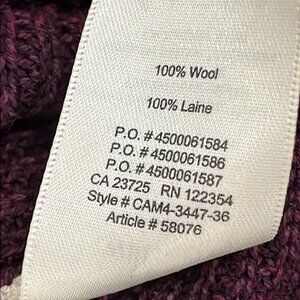 100% Wool
100% Laine
P.O. # 4500061584
P.O. # 4500061586
P.O. # 4500061587
CA 23725 RN 122354
Style # CAM4-3447-36
Article # 58076